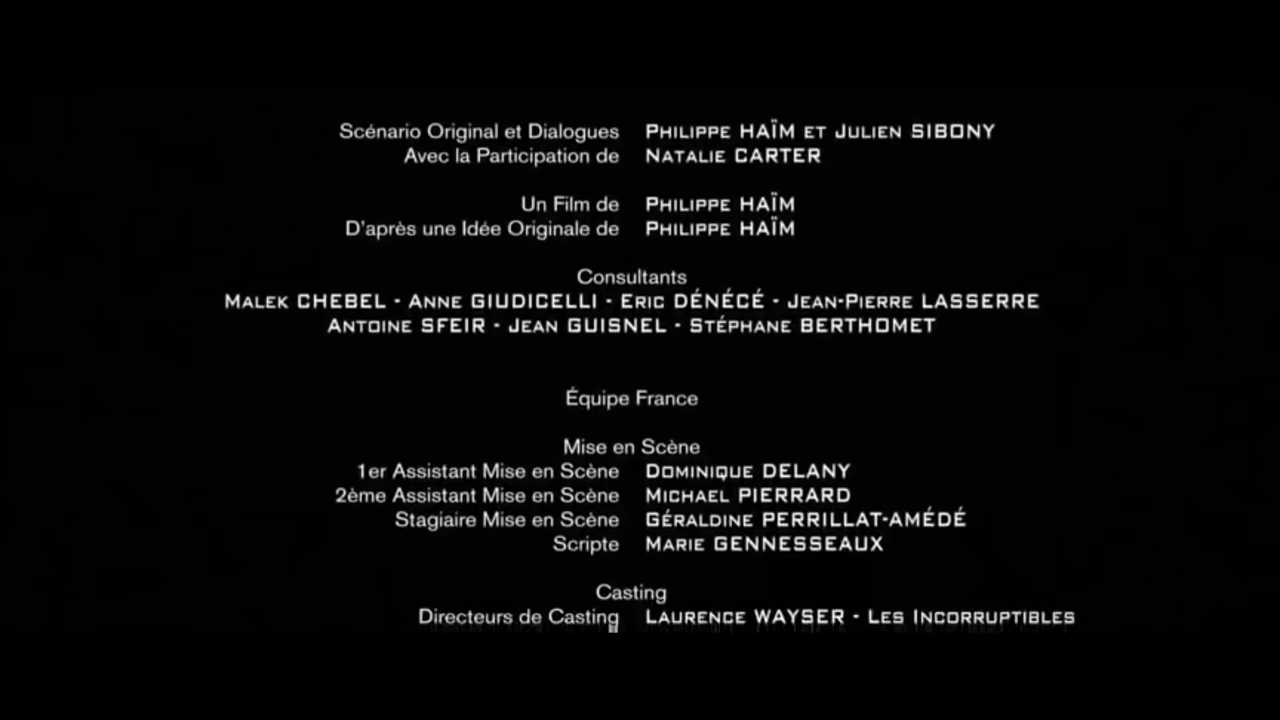 Scénario Original et Dialogues PHILIPPE HAÏM ET JULIEN SIBONY
Avec la Participation de NATALIE CARTER
Un Film de PHILIPPE HAÏM
D'après une Idée Originale de PHILIPPE HAÏM
Consultants
MALEK CHEBEL - ANNE GIUDICELLI - ERIC DÉNÉCÉ - JEAN-PIERRE LASSERRE
ANTOINE SFEIR - JEAN GUISNEL - STÉPHANE BERTHOMET
Équipe France
Mise en Scène
1er Assistant Mise en Scène DOMINIQUE DELANY
2ème Assistant Mise en Scène MICHAEL PIERRARD
Stagiaire Mise en Scène GÉRALDINE PERRILLAT-AMÉDÉ
Scripte MARIE GENNESSEAUX
Casting
Directeurs de Casting LAURENCE WAYSER - LES INCORRUPTIBLES